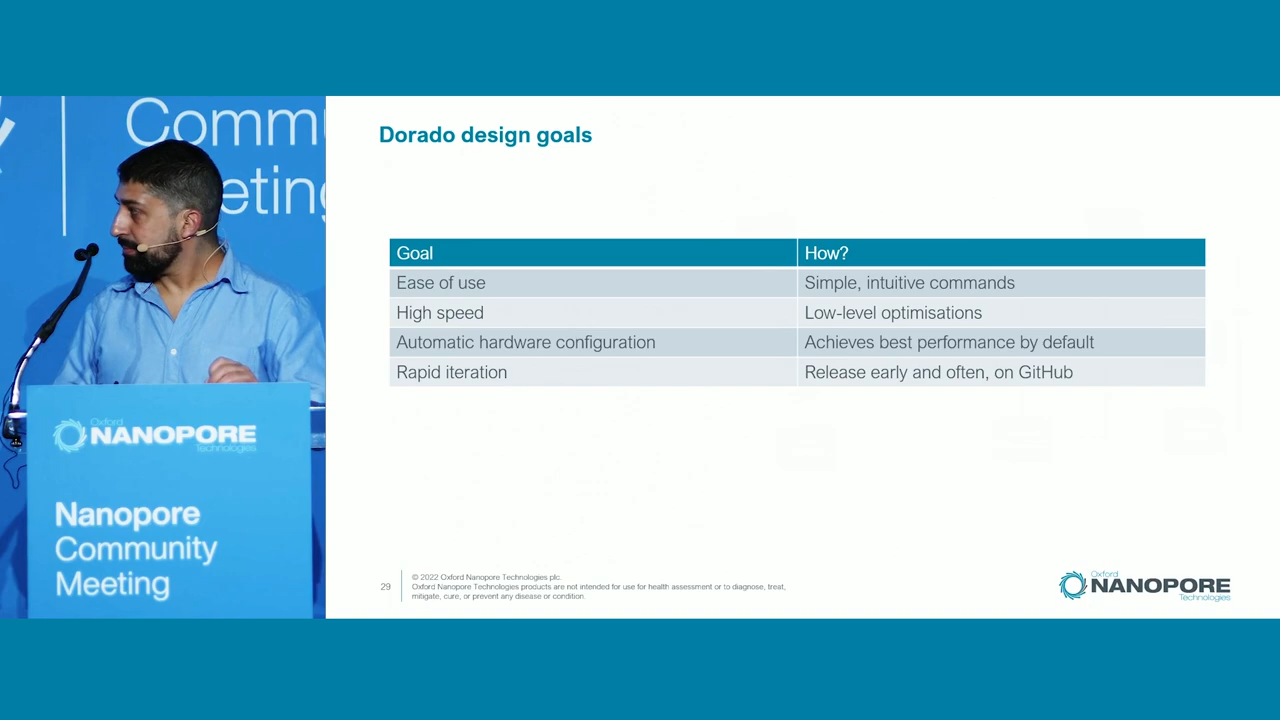 Commu
eting
Oxford
NANOPORE
Technologies
Nanopore
Community
Meeting
Dorado design goals
Goal How?
Ease of use Simple, intuitive commands
High speed Low-level optimisations
Automatic hardware configuration Achieves best performance by default
Rapid iteration Release early and often, on GitHub
29
© 2022 Oxford Nanopore Technologies plc.
Oxford Nanopore Technologies products are not intended for use for health assessment or to diagnose, treat,
mitigate, cure, or prevent any disease or condition.
Oxford
NANOPORE
Technologies